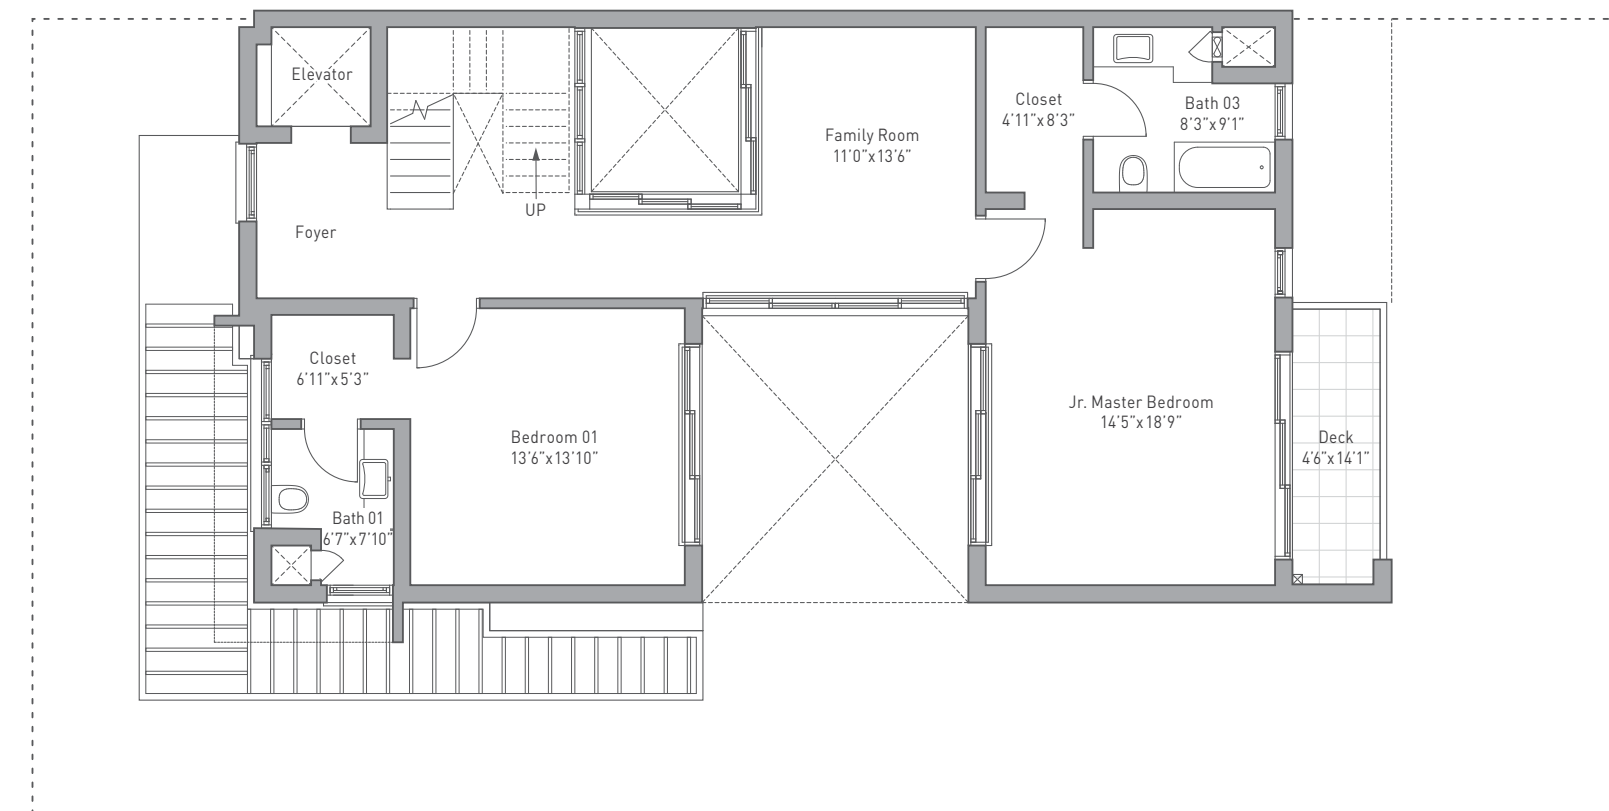 Elevator
Family Room
11'0"x13'6"
Closet
4'11"x8'3"
Bath 03
8'3"x9'1"
UP
Foyer
Closet
6'11"x5'3"
Bedroom 01
13'6"x13'10"
Jr. Master Bedroom
14'5"x18'9"
Deck
4'6"x14'1"
Bath 01
6'7"x7'10"